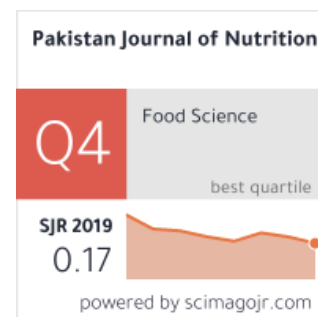 Pakistan Journal of Nutrition
Q4
Food Science
best quartile
SJR 2019
0.17
powered by scimagojr.com